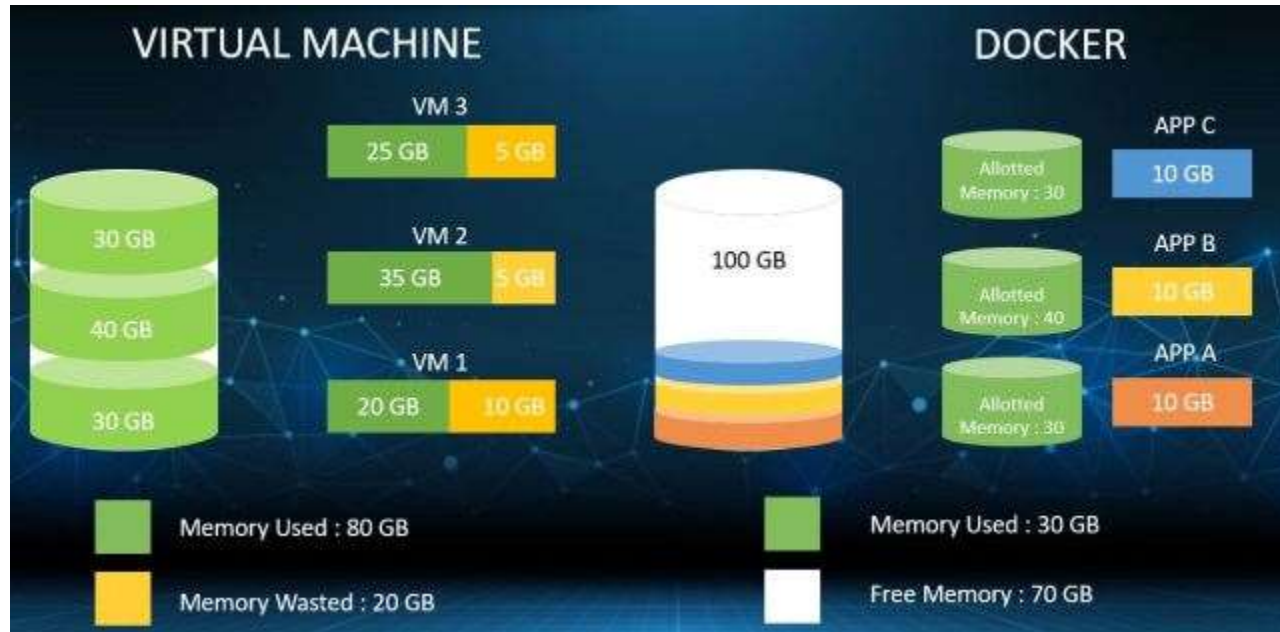 VIRTUAL MACHINE
30 GB
40 GB
30 GB
VM 3
25 GB
5 GB
VM 2
35 GB
5 GB
VM 1
20 GB
10 GB
Memory Used : 80 GB
Memory Wasted : 20 GB
DOCKER
100 GB
Allotted
Memory : 30
APP C
10 GB
Allotted
Memory : 40
APP B
10 GB
Allotted
Memory : 30
APP A
10 GB
Memory Used : 30 GB
Free Memory : 70 GB